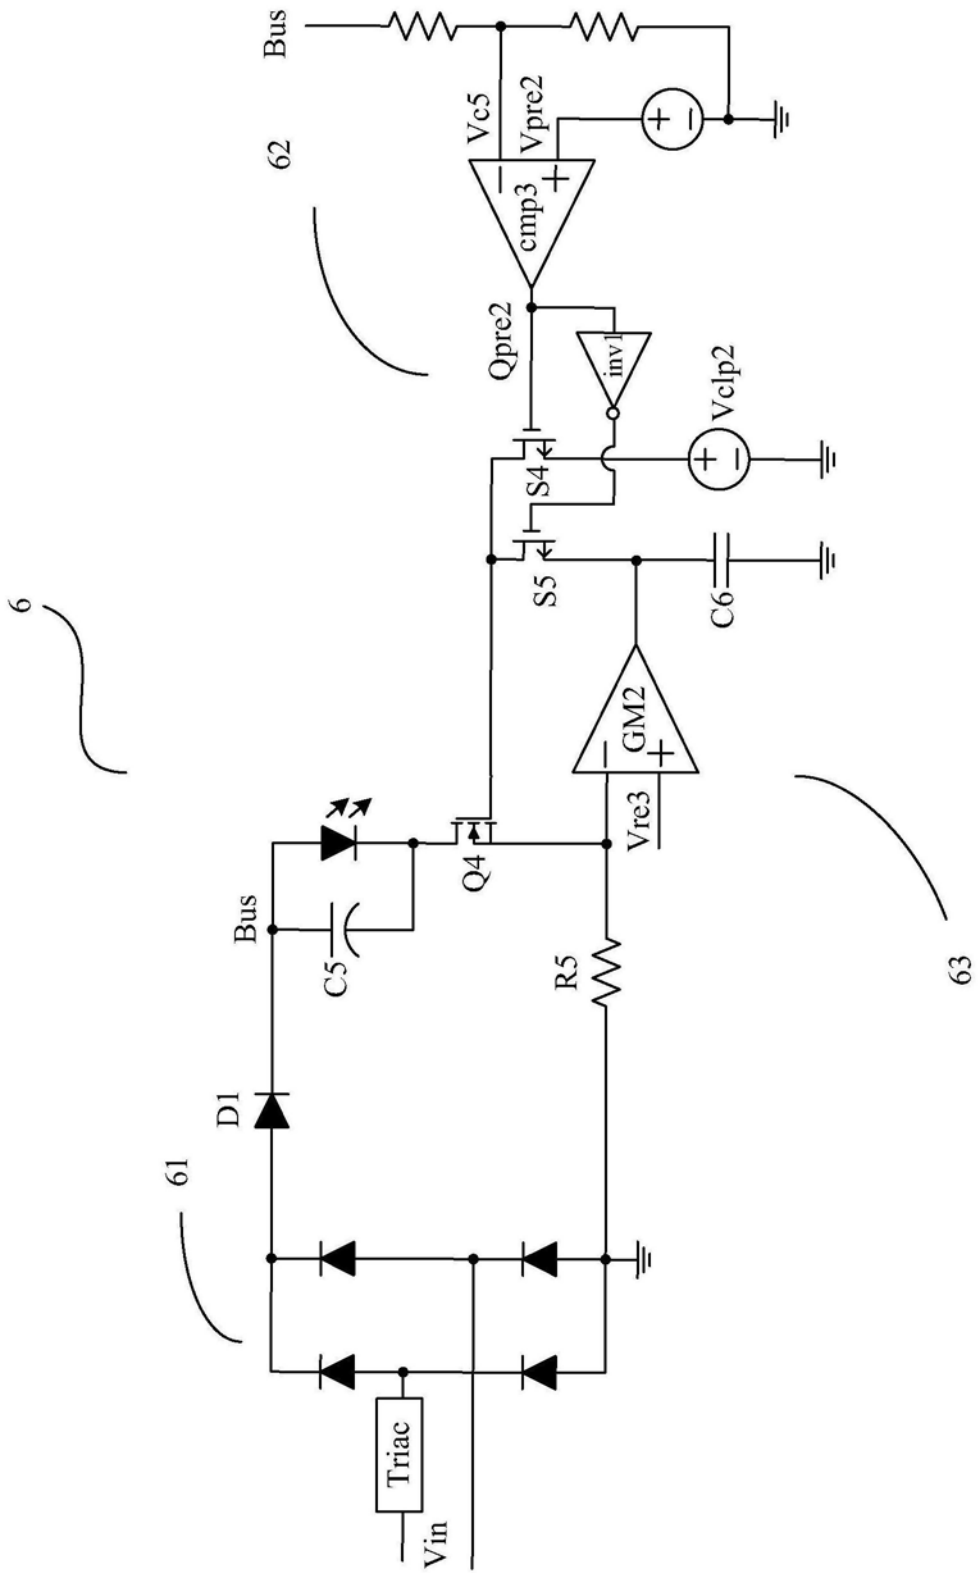 6
61
62
63
Vin
Triac
D1
Bus
C5
Q4
R5
Vre3
GM2
S5
S4
C6
Vclp2
inv1
Qpre2
cmp3
Vc5
Vpre2
Bus